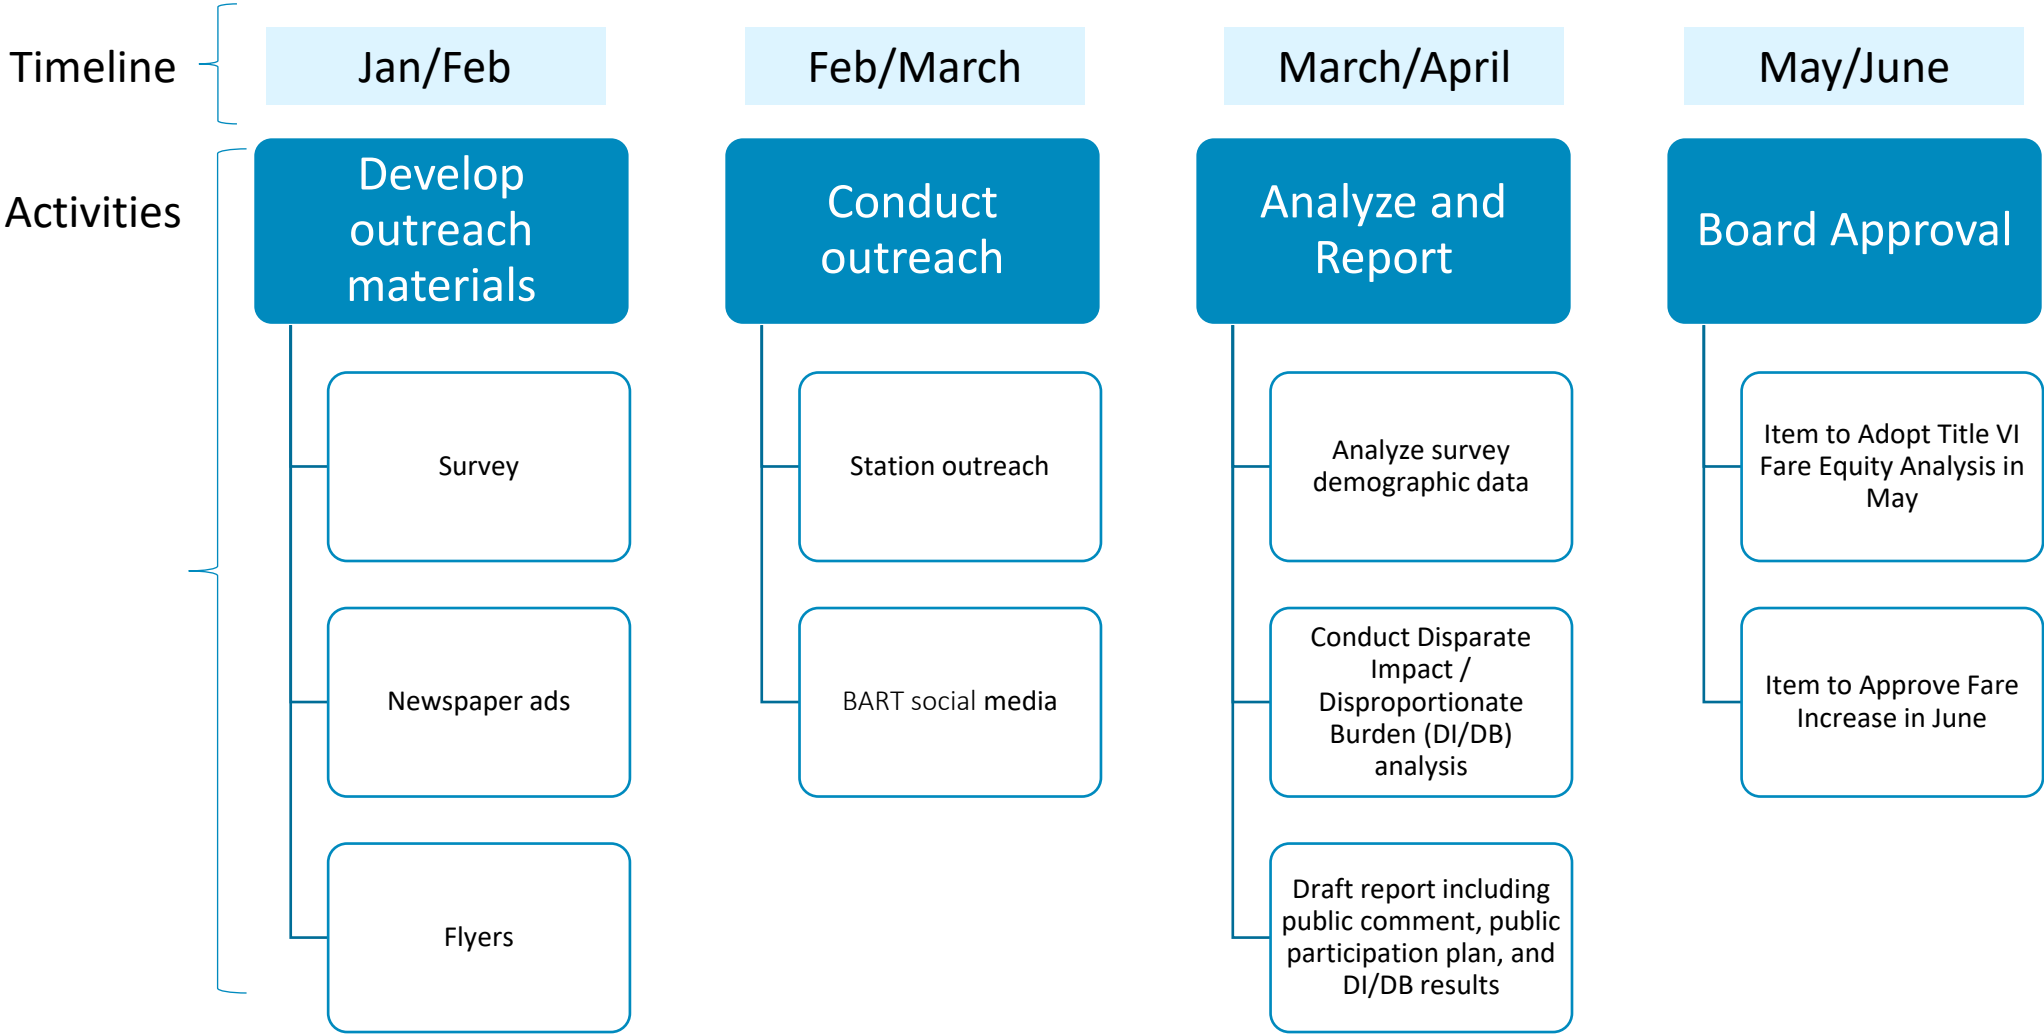 Timeline
Jan/Feb
Feb/March
March/April
May/June
Activities
Develop
outreach
materials
Survey
Newspaper ads
Flyers
Conduct
outreach
Station outreach
BART social media
Analyze and
Report
Analyze survey
demographic data
Conduct Disparate
Impact /
Disproportionate
Burden (DI/DB)
analysis
Draft report including
public comment, public
participation plan, and
DI/DB results
Board Approval
Item to Adopt Title VI
Fare Equity Analysis in
May
Item to Approve Fare
Increase in June